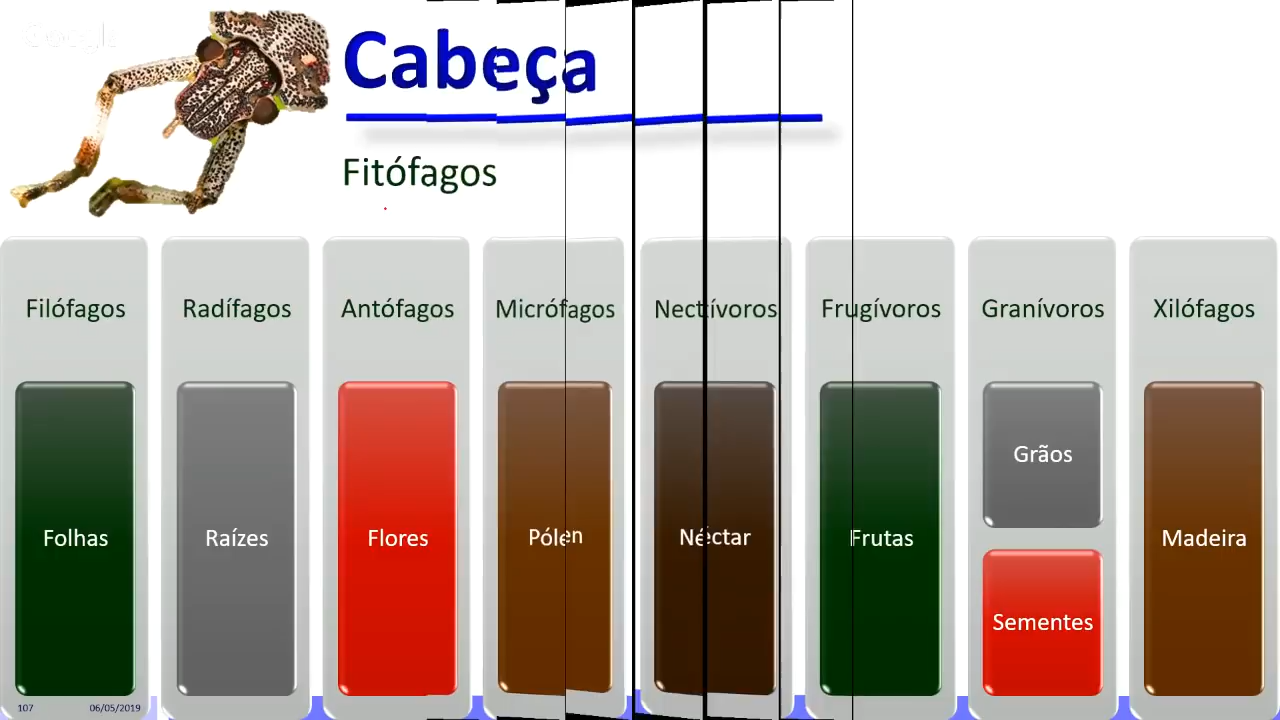 Google
Cabeça
Fitófagos
Filófagos
Radífagos
Antófagos
Micrófagos
Nectívoros
Frugívoros
Granívoros
Xilófagos
Folhas
Raízes
Flores
Pólen
Néctar
Frutas
Grãos
Sementes
Madeira
107
06/05/2019